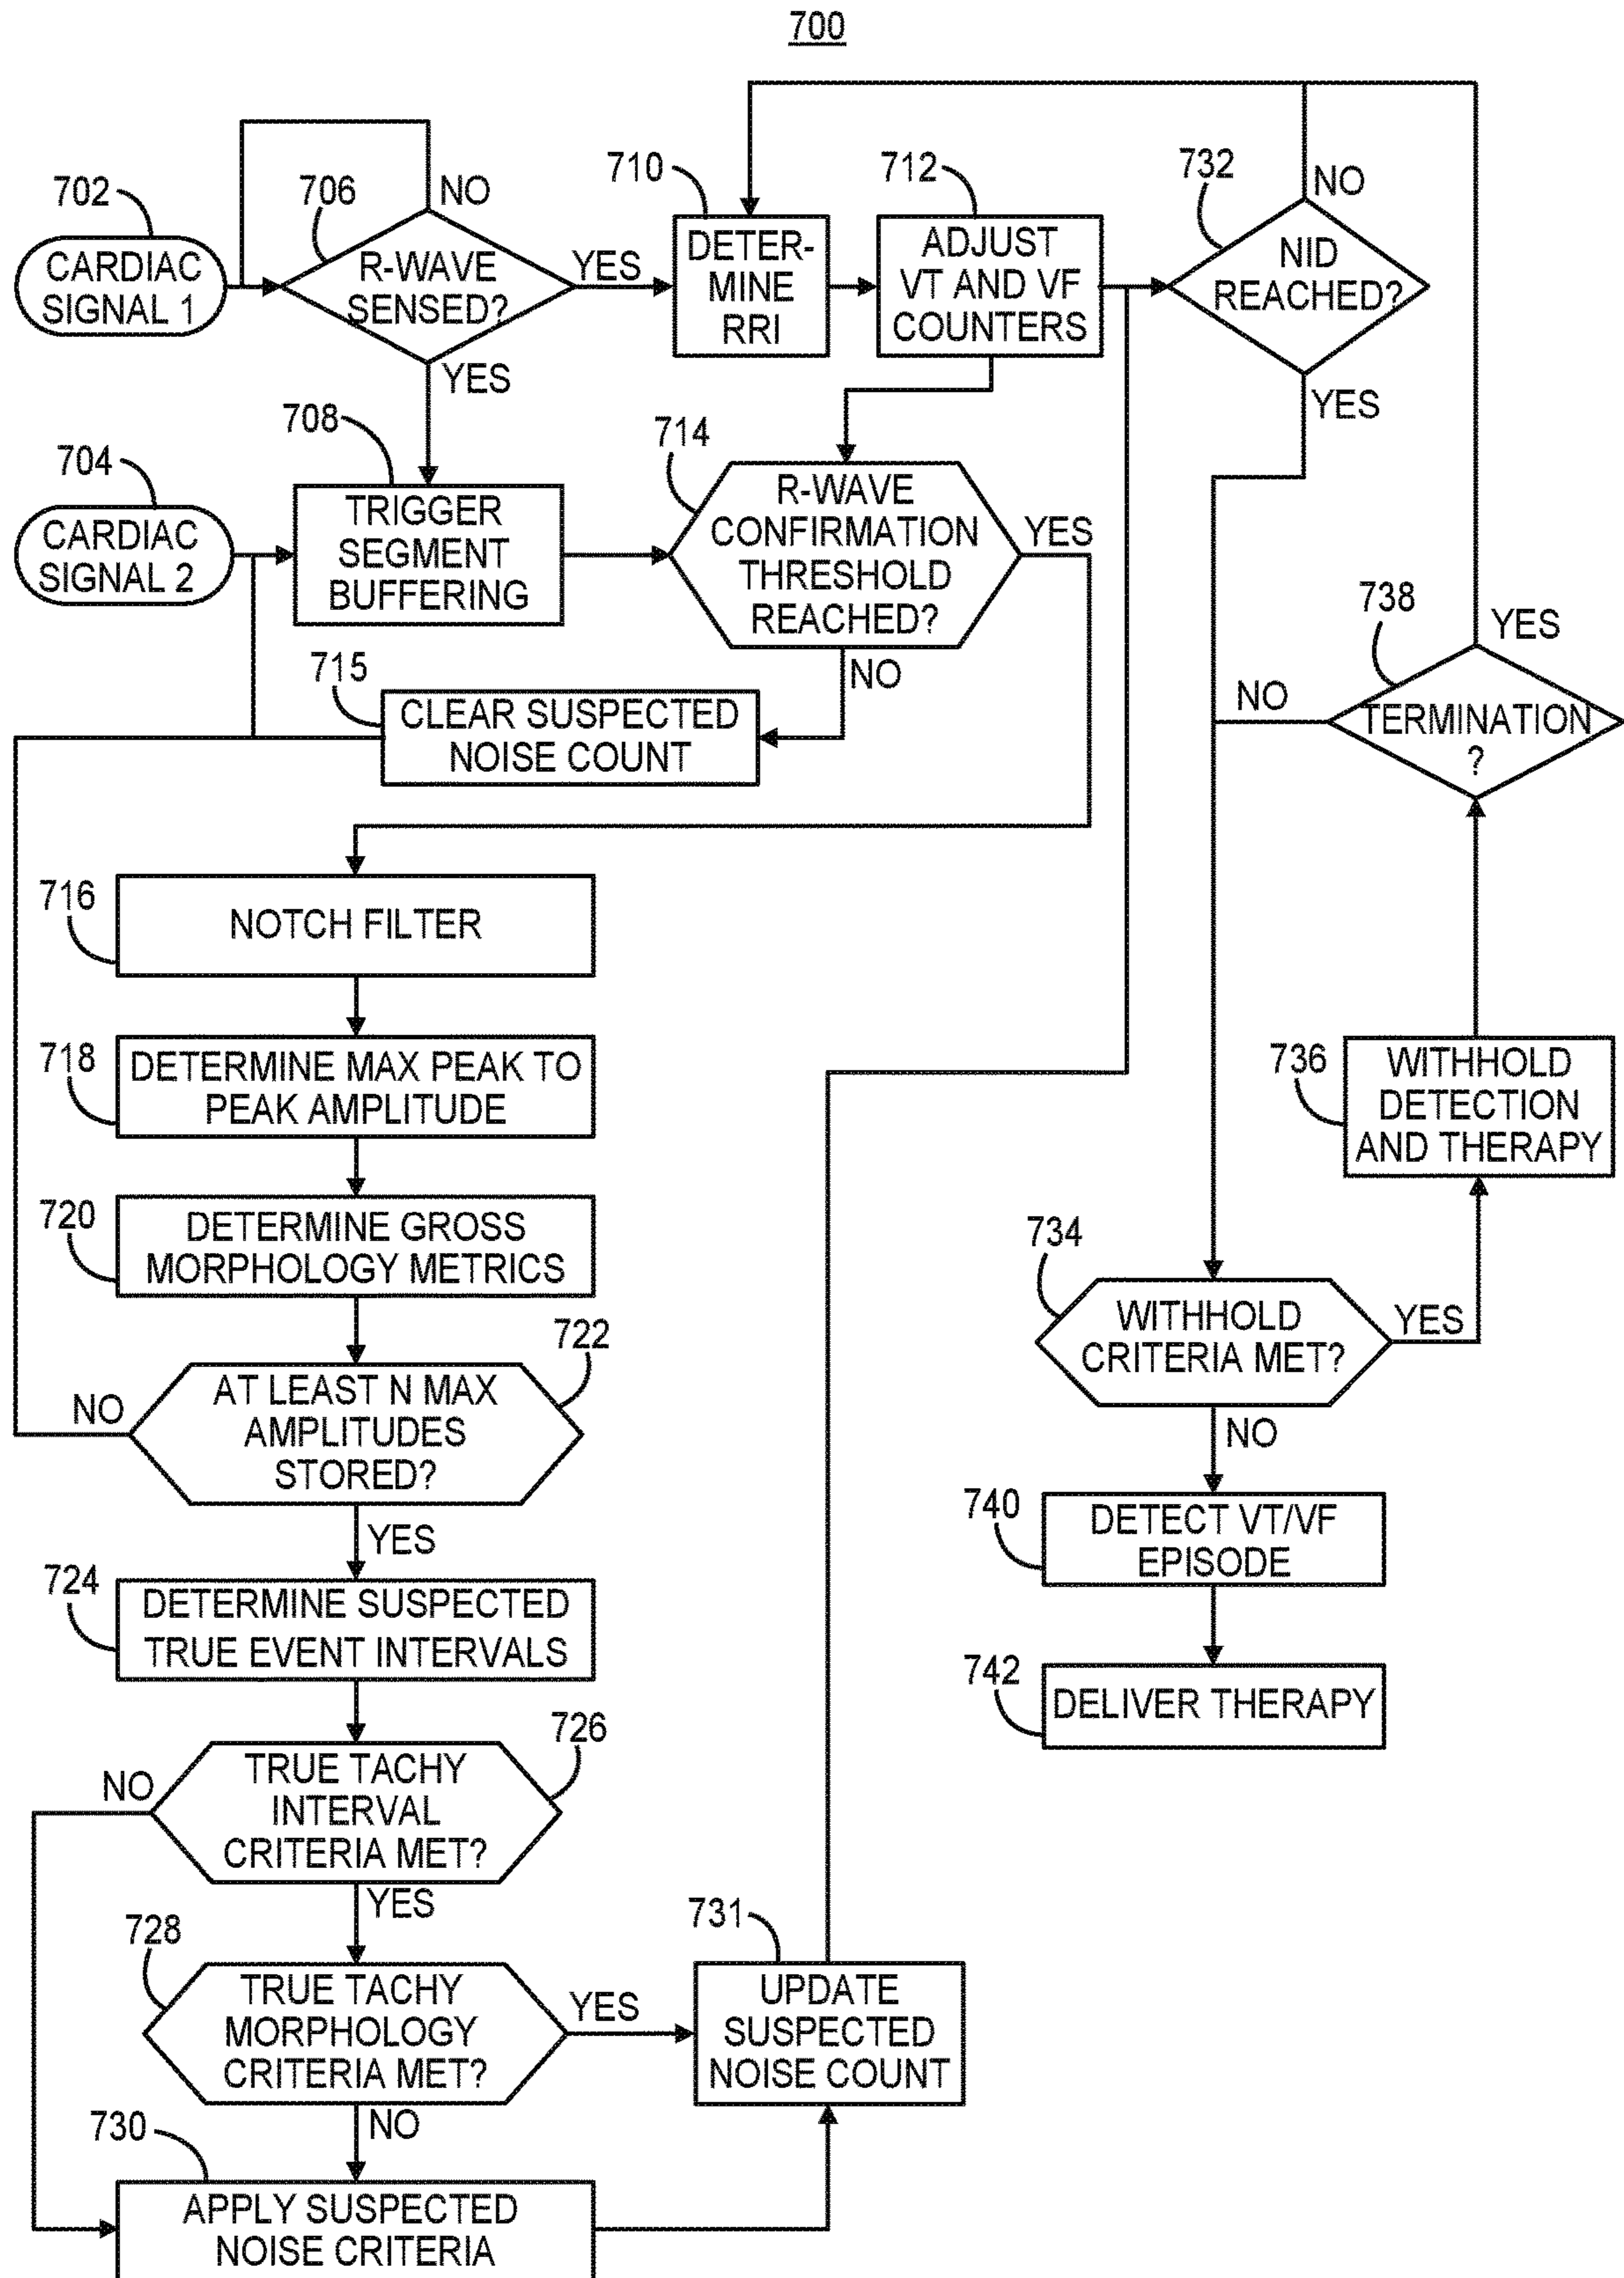 700
702
CARDIAC
SIGNAL 1
706
NO
R-WAVE
SENSED?
YES
YES
710
DETER-
MINE
RRI
712
ADJUST
VT AND VF
COUNTERS
732
NO
NID
REACHED?
YES
704
CARDIAC
SIGNAL 2
708
TRIGGER
SEGMENT
BUFFERING
714
R-WAVE
CONFIRMATION
THRESHOLD
REACHED?
YES
NO
715
CLEAR SUSPECTED
NOISE COUNT
738
YES
NO
TERMINATION
?
716
NOTCH FILTER
718
DETERMINE MAX PEAK TO
PEAK AMPLITUDE
736
WITHHOLD
DETECTION
AND THERAPY
720
DETERMINE GROSS
MORPHOLOGY METRICS
734
WITHHOLD
CRITERIA MET?
YES
NO
722
AT LEAST N MAX
AMPLITUDES
STORED?
NO
YES
740
DETECT VT/VF
EPISODE
724
DETERMINE SUSPECTED
TRUE EVENT INTERVALS
742
DELIVER THERAPY
726
TRUE TACHY
INTERVAL
CRITERIA MET?
NO
YES
728
TRUE TACHY
MORPHOLOGY
CRITERIA MET?
YES
NO
731
UPDATE
SUSPECTED
NOISE COUNT
730
APPLY SUSPECTED
NOISE CRITERIA